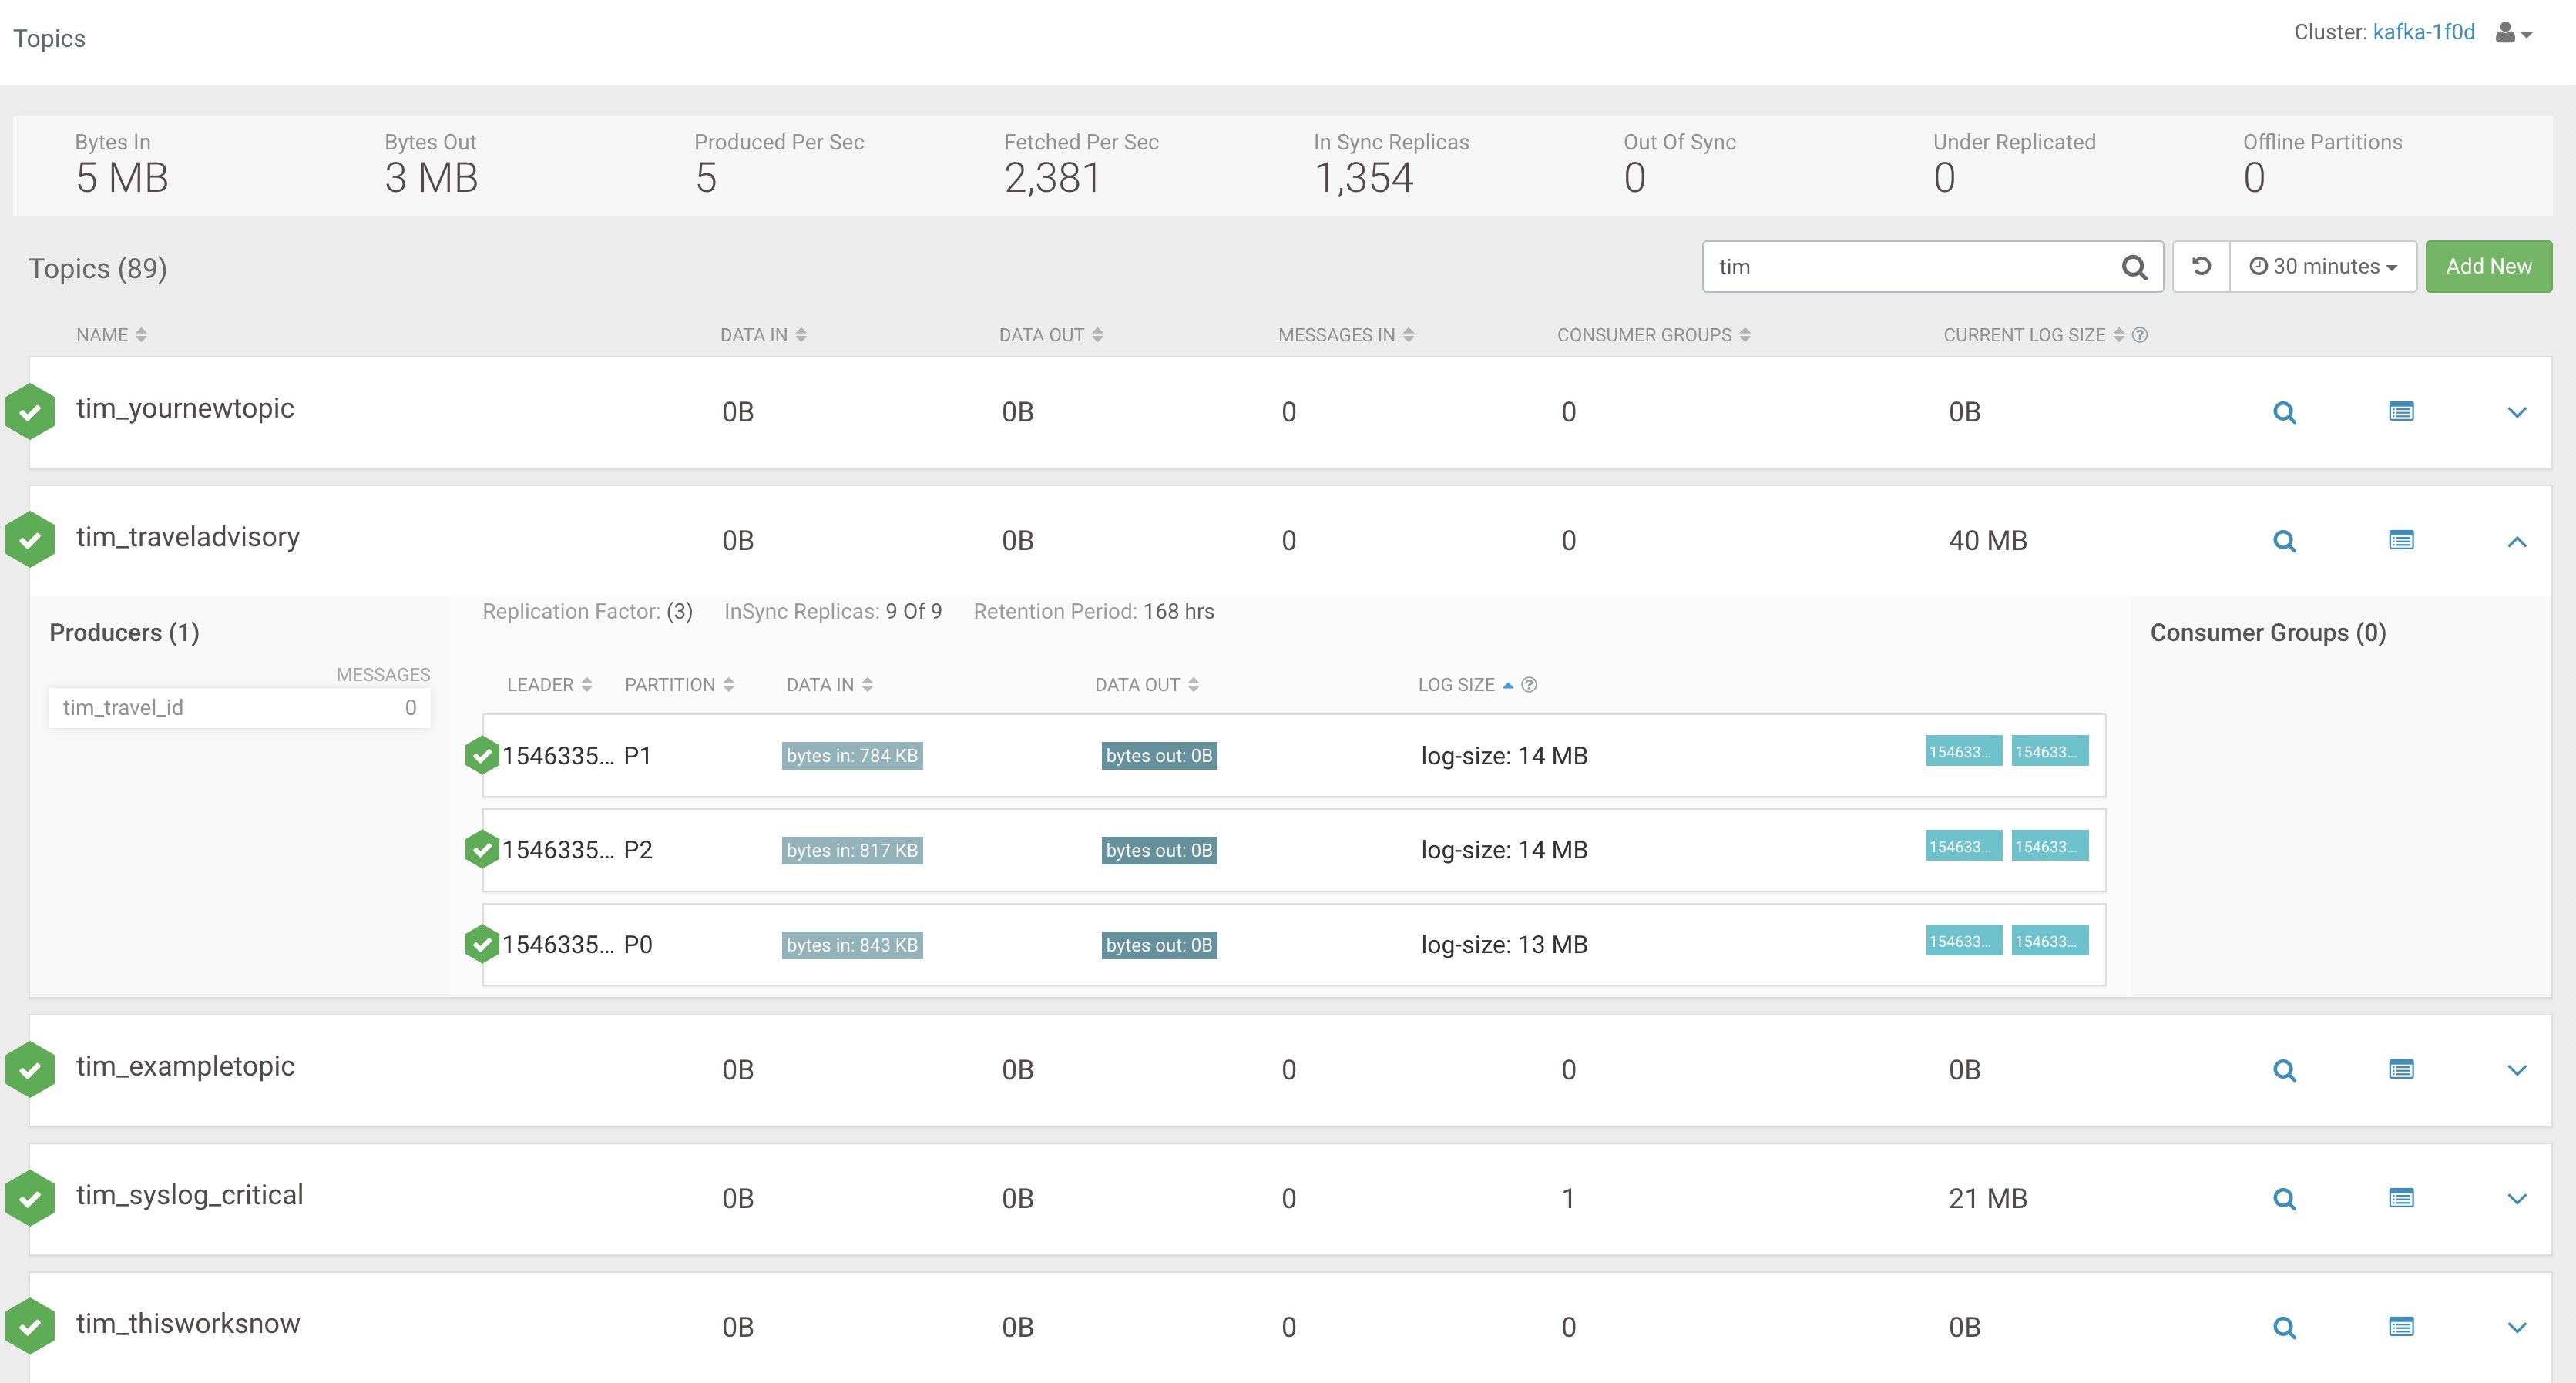 Topics
Cluster: kafka-1f0d
Bytes In Bytes Out Produced Per Sec Fetched Per Sec In Sync Replicas Out Of Sync Under Replicated Offline Partitions
5 MB 3 MB 5 2,381 1,354 0 0 0
Topics (89) tim 30 minutes Add New
NAME DATA IN DATA OUT MESSAGES IN CONSUMER GROUPS CURRENT LOG SIZE
tim_yournewtopic 0B 0B 0 0 0B
tim_traveladvisory 0B 0B 0 0 40 MB
Replication Factor: (3) InSync Replicas: 9 Of 9 Retention Period: 168 hrs
Producers (1) Consumer Groups (0)
MESSAGES
LEADER PARTITION DATA IN DATA OUT LOG SIZE
tim_travel_id 0
1546335... P1 bytes in: 784 KB bytes out: 0B log-size: 14 MB 154633... 154633...
1546335... P2 bytes in: 817 KB bytes out: 0B log-size: 14 MB 154633... 154633...
1546335... P0 bytes in: 843 KB bytes out: 0B log-size: 13 MB 154633... 154633...
tim_exampletopic 0B 0B 0 0 0B
tim_syslog_critical 0B 0B 0 1 21 MB
tim_thisworksnow 0B 0B 0 0 0B